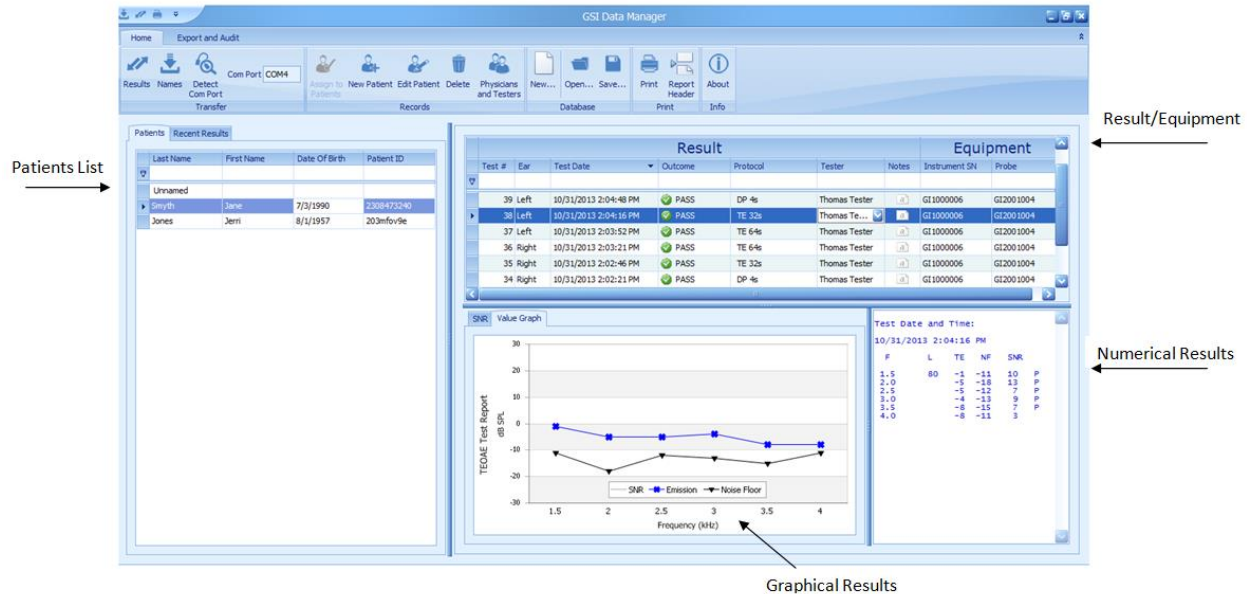 GSI Data Manager
Home Export and Audit
Results Names Detect Com Port Com Port COM4
Transfer
Assign to Patients New Patient Edit Patient Delete Physicians and Testers
Records
New... Open... Save...
Database
Print Report Header
Print
About
Info
Patients List
Patients Recent Results
Last Name First Name Date Of Birth Patient ID
Unnamed
Smyth Jane 7/3/1990 2308473240
Jones Jerri 8/1/1957 203mfov9e
Result/Equipment
Result Equipment
Test # Ear Test Date Outcome Protocol Tester Notes Instrument SN Probe
39 Left 10/31/2013 2:04:48 PM PASS DP 4s Thomas Tester GI1000006 GI2001004
38 Left 10/31/2013 2:04:16 PM PASS TE 32s Thomas Te... GI1000006 GI2001004
37 Left 10/31/2013 2:03:52 PM PASS TE 64s Thomas Tester GI1000006 GI2001004
36 Right 10/31/2013 2:03:21 PM PASS TE 64s Thomas Tester GI1000006 GI2001004
35 Right 10/31/2013 2:02:46 PM PASS TE 32s Thomas Tester GI1000006 GI2001004
34 Right 10/31/2013 2:02:21 PM PASS DP 4s Thomas Tester GI1000006 GI2001004
SNR Value Graph
TEOAE Test Report
dB SPL
30
20
10
0
-10
-20
-30
SNR Emission Noise Floor
1.5 2 2.5 3 3.5 4
Frequency (kHz)
Graphical Results
Numerical Results
Test Date and Time:
10/31/2013 2:04:16 PM
F L TE NF SNR
1.5 80 -1 -11 10 P
2.0 -5 -18 13 P
2.5 -5 -12 7 P
3.0 -4 -13 9 P
3.5 -8 -15 7 P
4.0 -8 -11 3